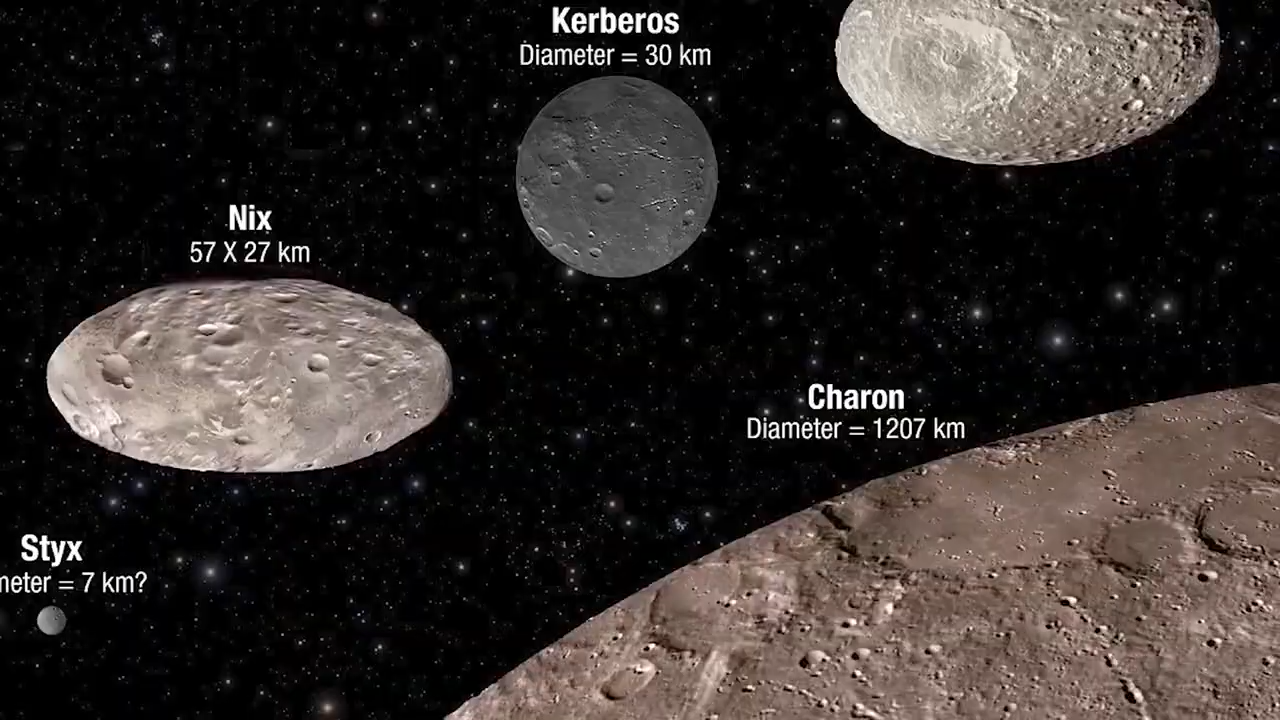 Kerberos
Diameter = 30 km
Nix
57 X 27 km
Charon
Diameter = 1207 km
Styx
meter = 7 km?